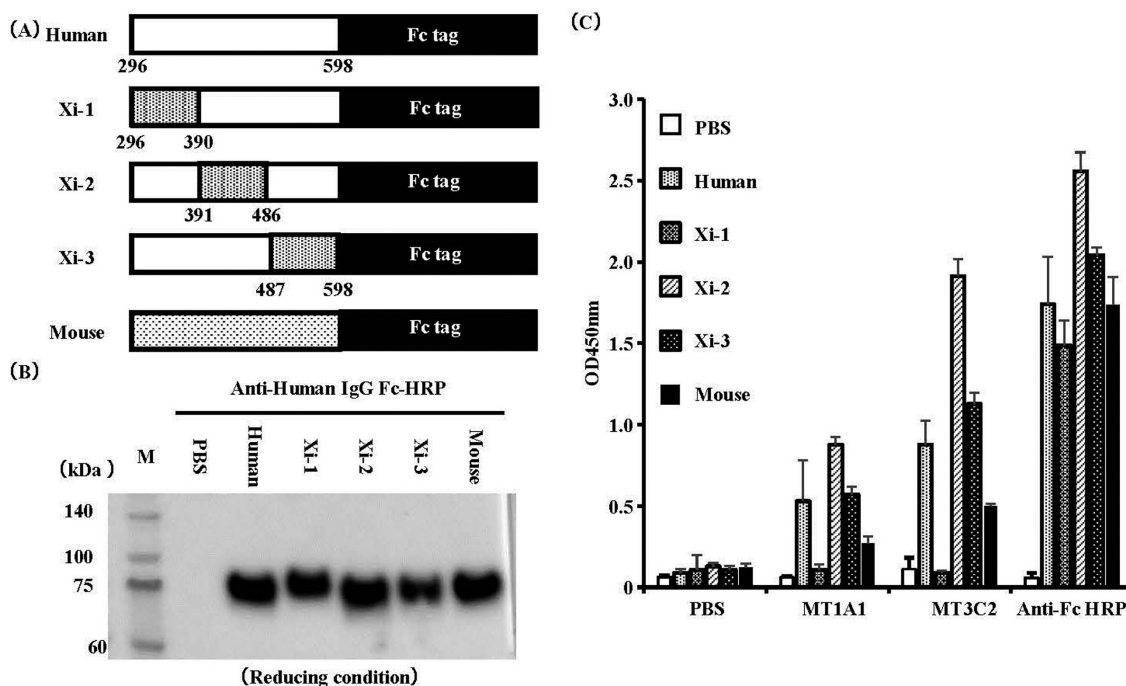 (A)
Human
Fc tag
296 598
Xi-1
Fc tag
296 390
Xi-2
Fc tag
391 486
Xi-3
Fc tag
487 598
Mouse
Fc tag
(B)
Anti-Human IgG Fc-HRP
(kDa) M PBS Human Xi-1 Xi-2 Xi-3 Mouse
140
100
75
60
(Reducing condition)
(C)
OD450nm
3.0
2.5
2.0
1.5
1.0
0.5
0
PBS
Human
Xi-1
Xi-2
Xi-3
Mouse
PBS MT1A1 MT3C2 Anti-Fc HRP